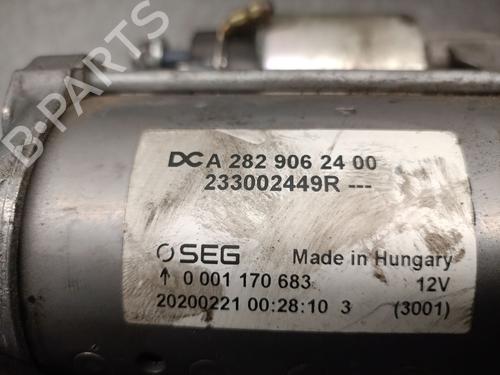 DC A 282 906 24 00
233002449R ---
SEG Made in Hungary
↑ 0 001 170 683 12V
20200221 00:28:10 3 (3001)
B-PARTS